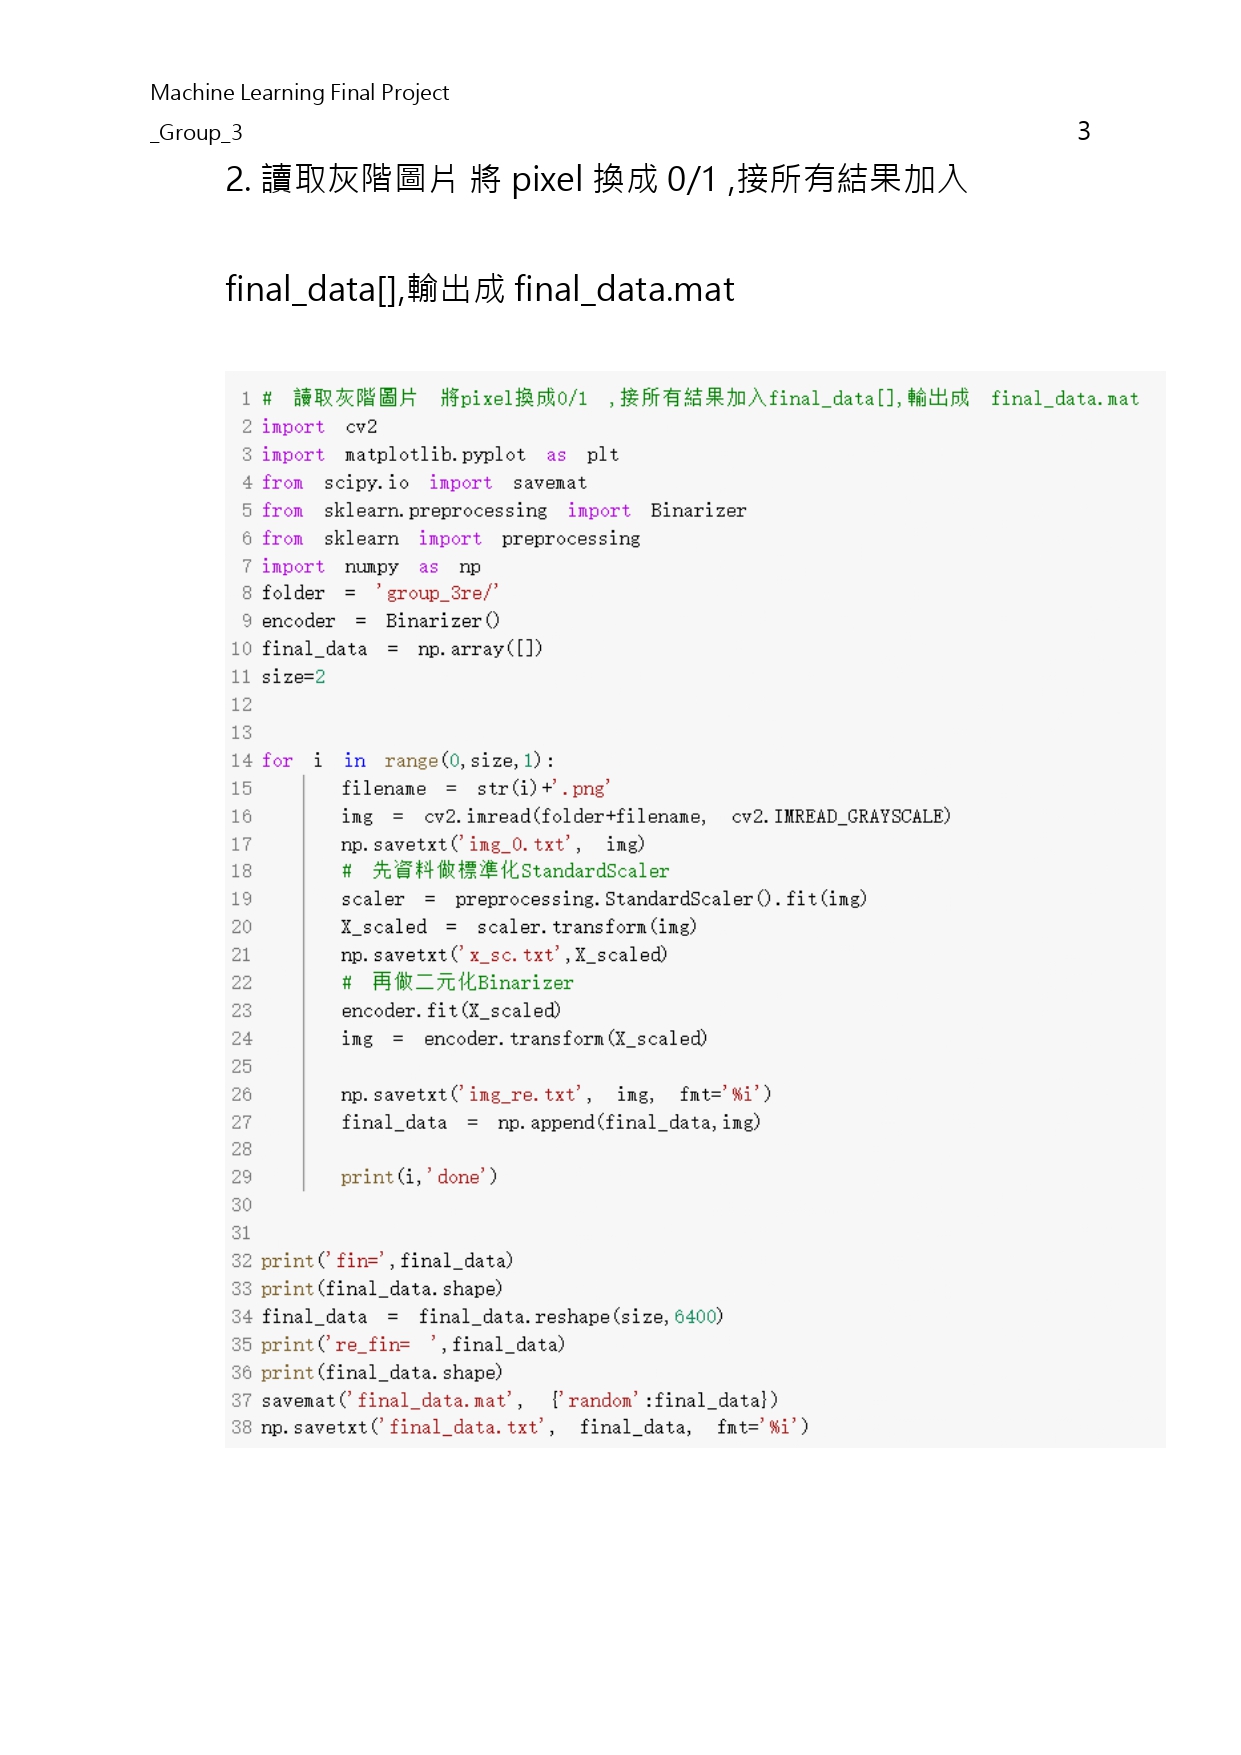 Machine Learning Final Project
_Group_3 3
2. 讀取灰階圖片 將 pixel 換成 0/1 ,接所有結果加入
final_data[],輸出成 final_data.mat
1 # 讀取灰階圖片 將pixel換成0/1 ,接所有結果加入final_data[],輸出成 final_data.mat
2 import cv2
3 import matplotlib.pyplot as plt
4 from scipy.io import savemat
5 from sklearn.preprocessing import Binarizer
6 from sklearn import preprocessing
7 import numpy as np
8 folder = 'group_3re/'
9 encoder = Binarizer()
10 final_data = np.array([])
11 size=2
12
13
14 for i in range(0,size,1):
15 filename = str(i)+'.png'
16 img = cv2.imread(folder+filename, cv2.IMREAD_GRAYSCALE)
17 np.savetxt('img_0.txt', img)
18 # 先資料做標準化StandardScaler
19 scaler = preprocessing.StandardScaler().fit(img)
20 X_scaled = scaler.transform(img)
21 np.savetxt('x_sc.txt',X_scaled)
22 # 再做二元化Binarizer
23 encoder.fit(X_scaled)
24 img = encoder.transform(X_scaled)
25
26 np.savetxt('img_re.txt', img, fmt='%i')
27 final_data = np.append(final_data,img)
28
29 print(i,'done')
30
31
32 print('fin=',final_data)
33 print(final_data.shape)
34 final_data = final_data.reshape(size,6400)
35 print('re_fin= ',final_data)
36 print(final_data.shape)
37 savemat('final_data.mat', {'random':final_data})
38 np.savetxt('final_data.txt', final_data, fmt='%i')